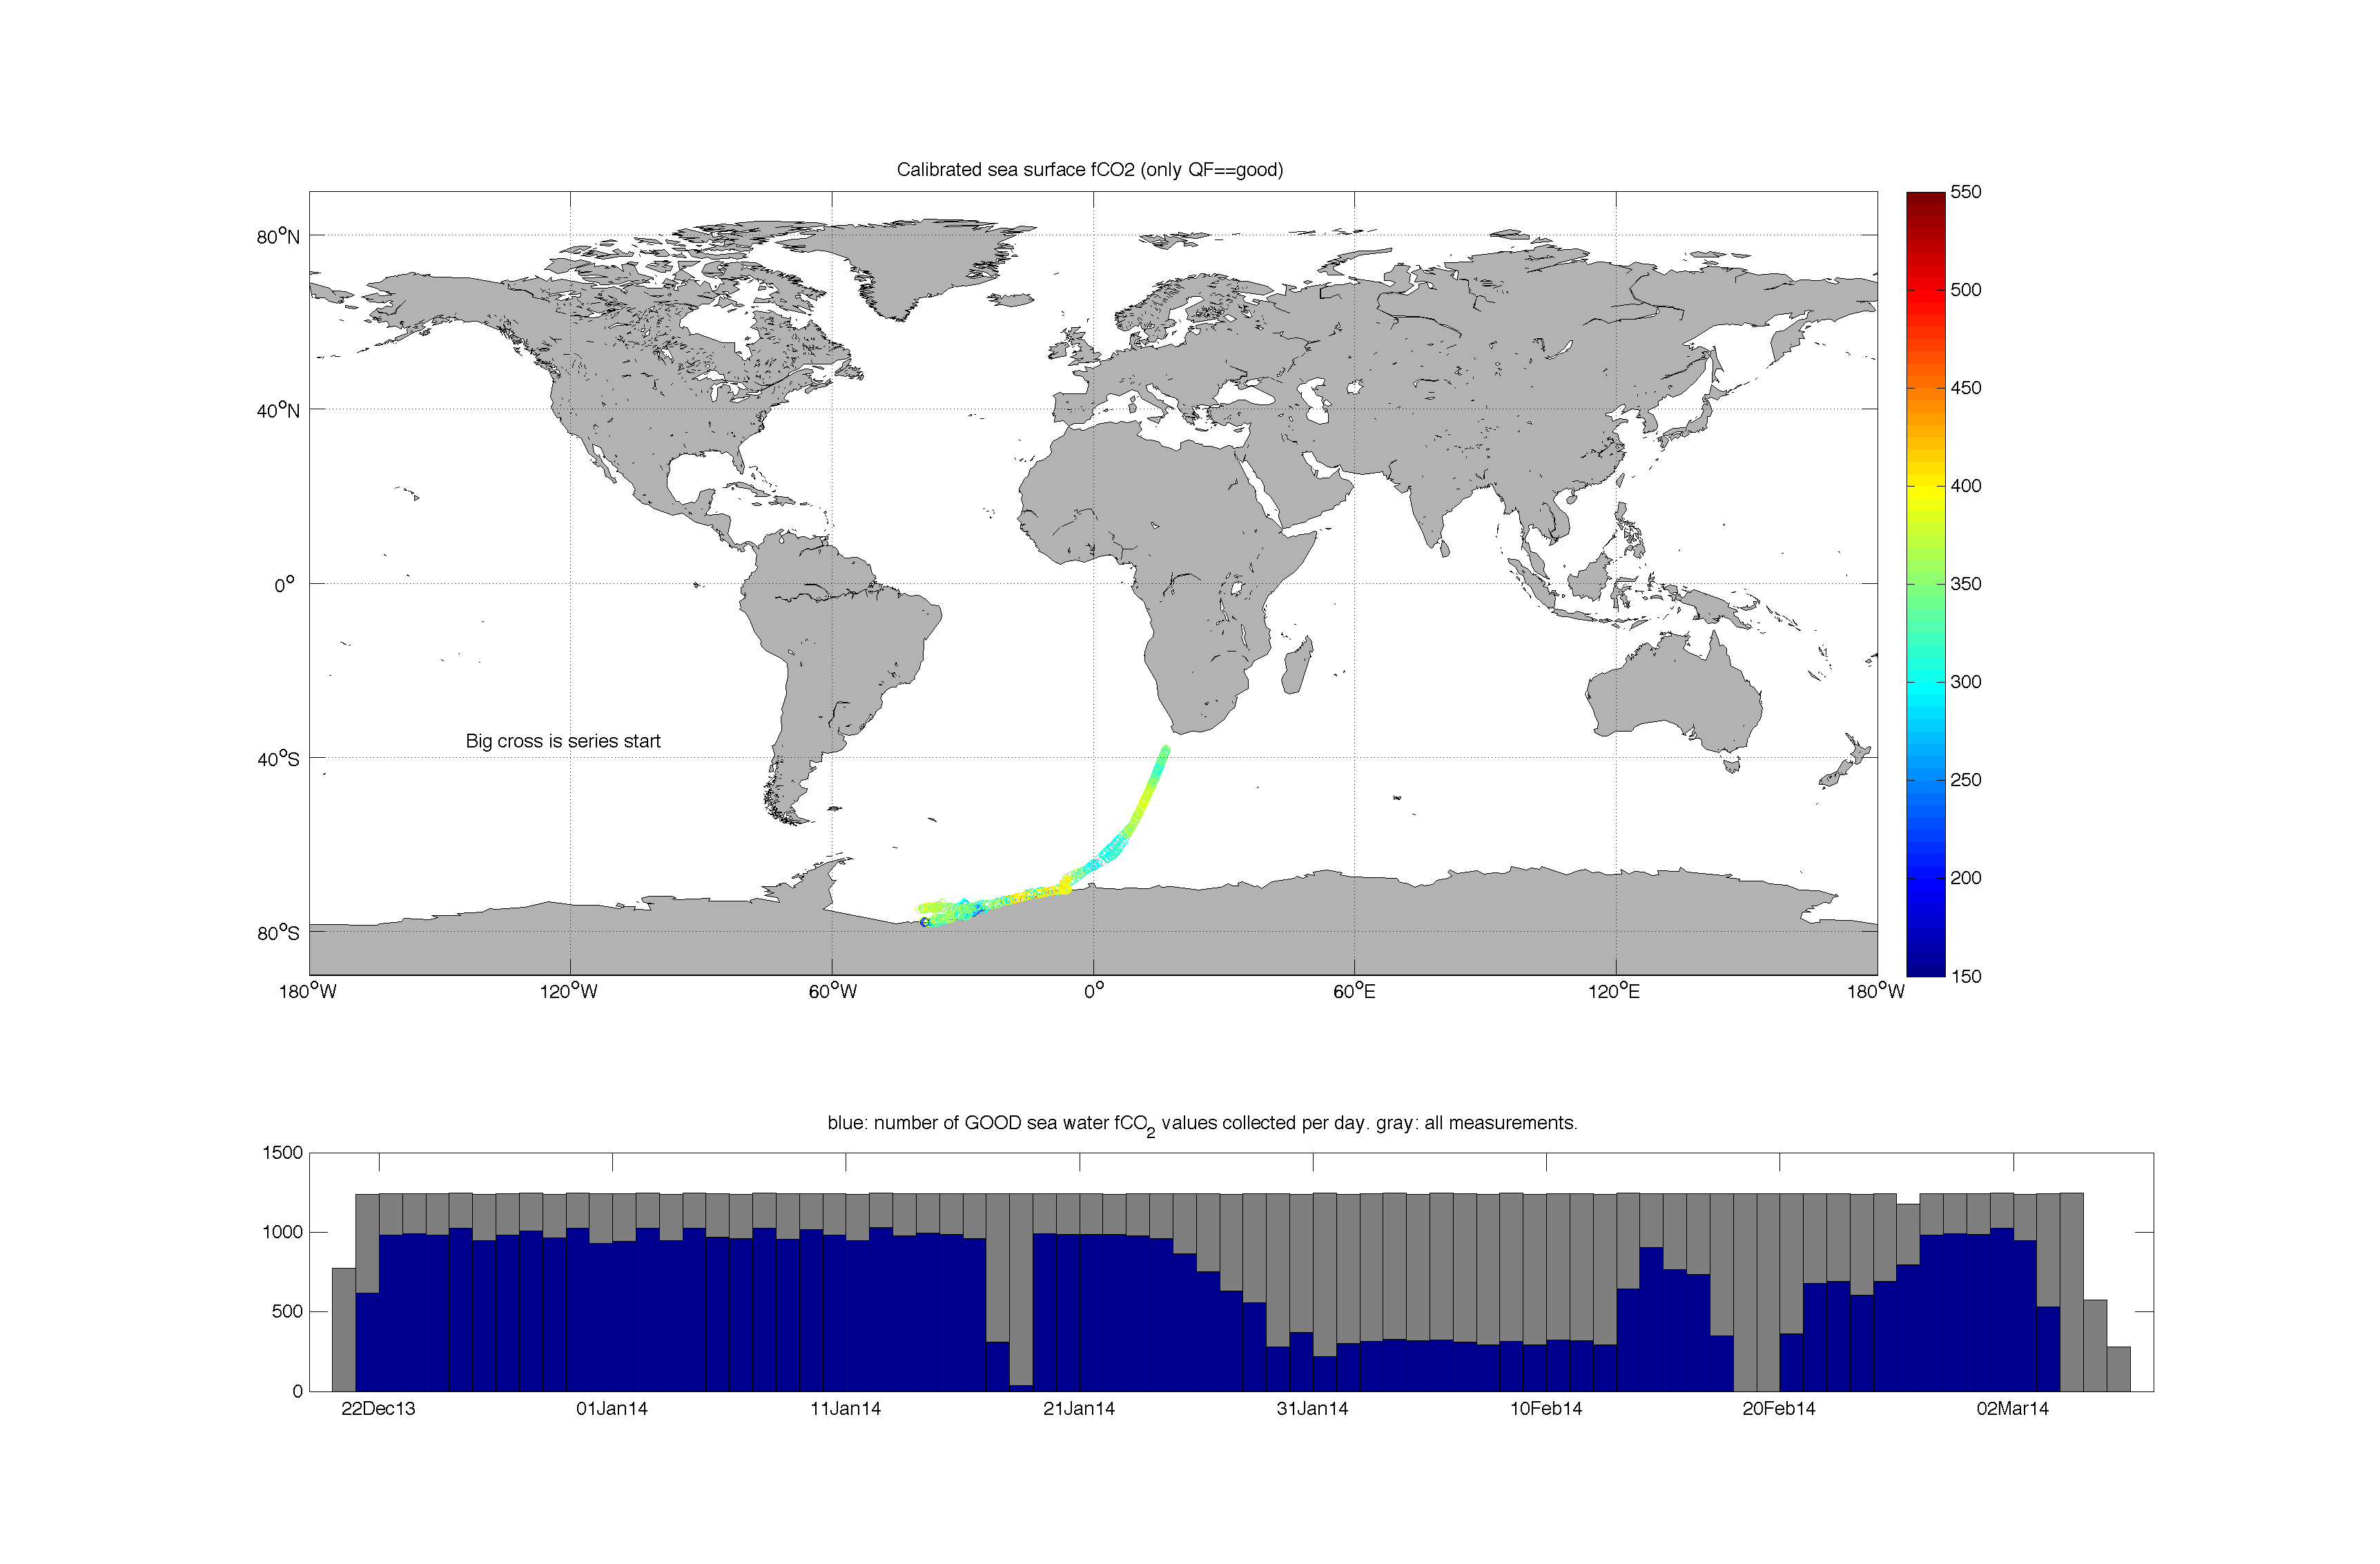 Calibrated sea surface fCO2 (only QF==good)
80°N
40°N
0°
40°S
80°S
180°W
120°W
60°W
0°
60°E
120°E
180°W
Big cross is series start
550
500
450
400
350
300
250
200
150
blue: number of GOOD sea water fCO₂ values collected per day. gray: all measurements.
1500
1000
500
0
22Dec13
01Jan14
11Jan14
21Jan14
31Jan14
10Feb14
20Feb14
02Mar14